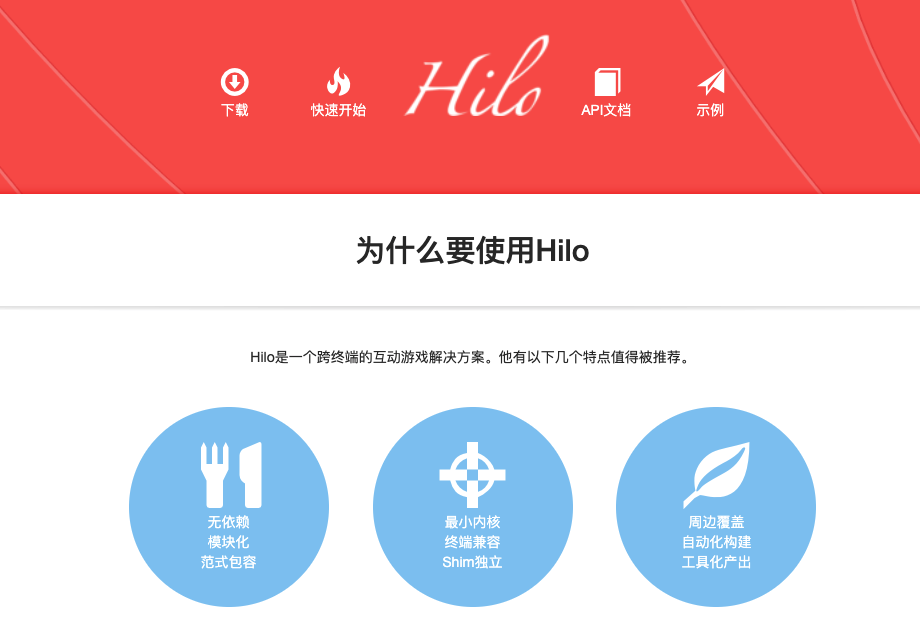 下载
快速开始
Hilo
API文档
示例
为什么要使用Hilo
Hilo是一个跨终端的互动游戏解决方案。他有以下几个特点值得被推荐。
无依赖
模块化
范式包容
最小内核
终端兼容
Shim独立
周边覆盖
自动化构建
工具化产出